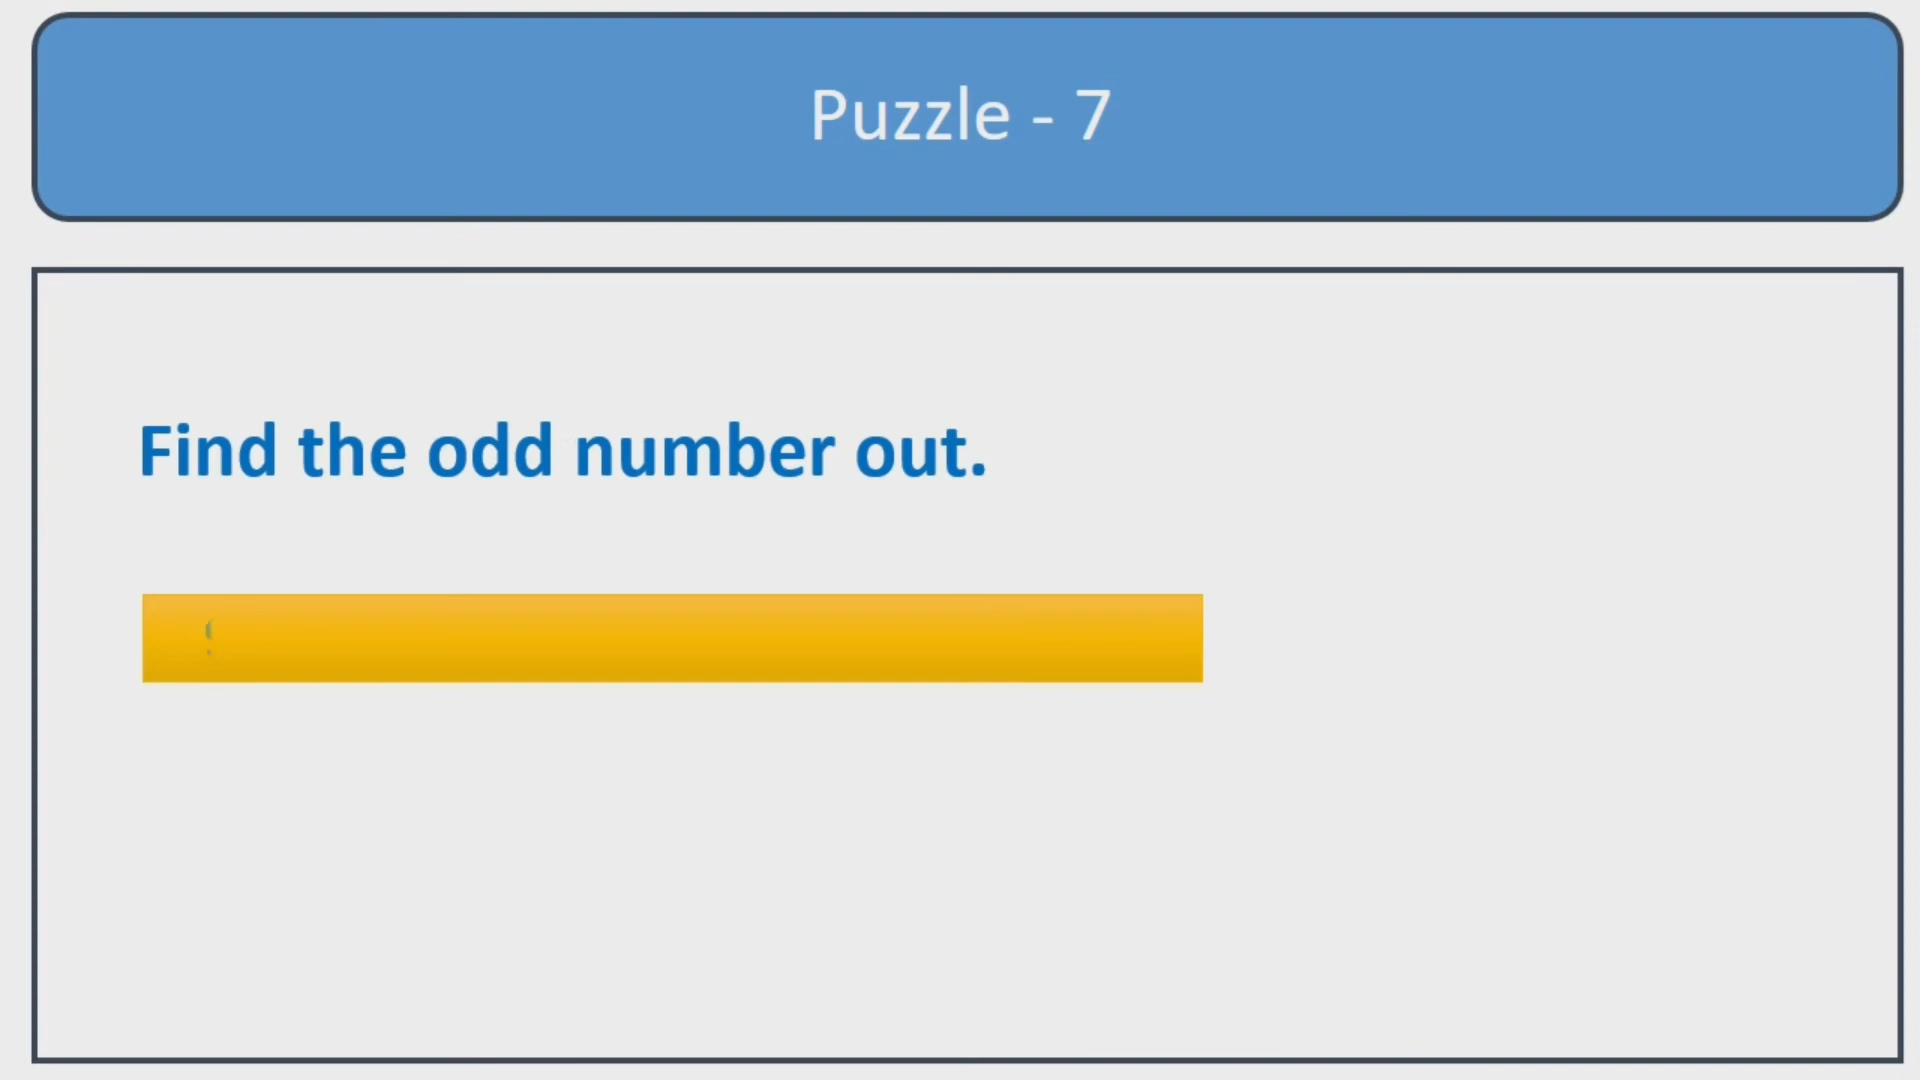 Puzzle - 7
Find the odd number out.